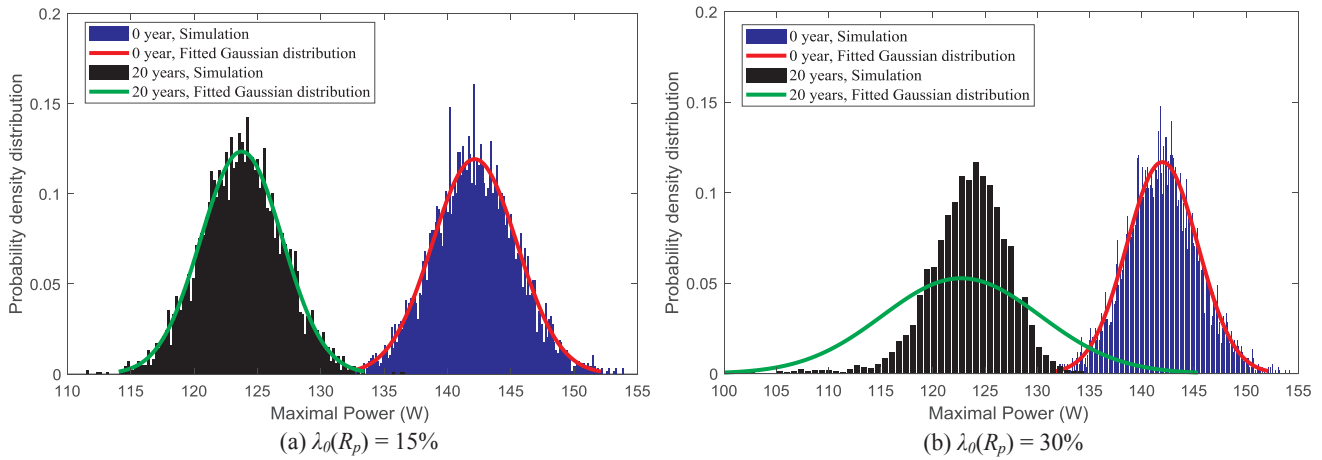 0.2
0.15
0.1
0.05
0
Probability density distribution
0 year, Simulation
0 year, Fitted Gaussian distribution
20 years, Simulation
20 years, Fitted Gaussian distribution
110 115 120 125 130 135 140 145 150 155
Maximal Power (W)
(a) λ0(Rp) = 15%
0.2
0.15
0.1
0.05
0
Probability density distribution
0 year, Simulation
0 year, Fitted Gaussian distribution
20 years, Simulation
20 years, Fitted Gaussian distribution
100 105 110 115 120 125 130 135 140 145 150 155
Maximal Power (W)
(b) λ0(Rp) = 30%